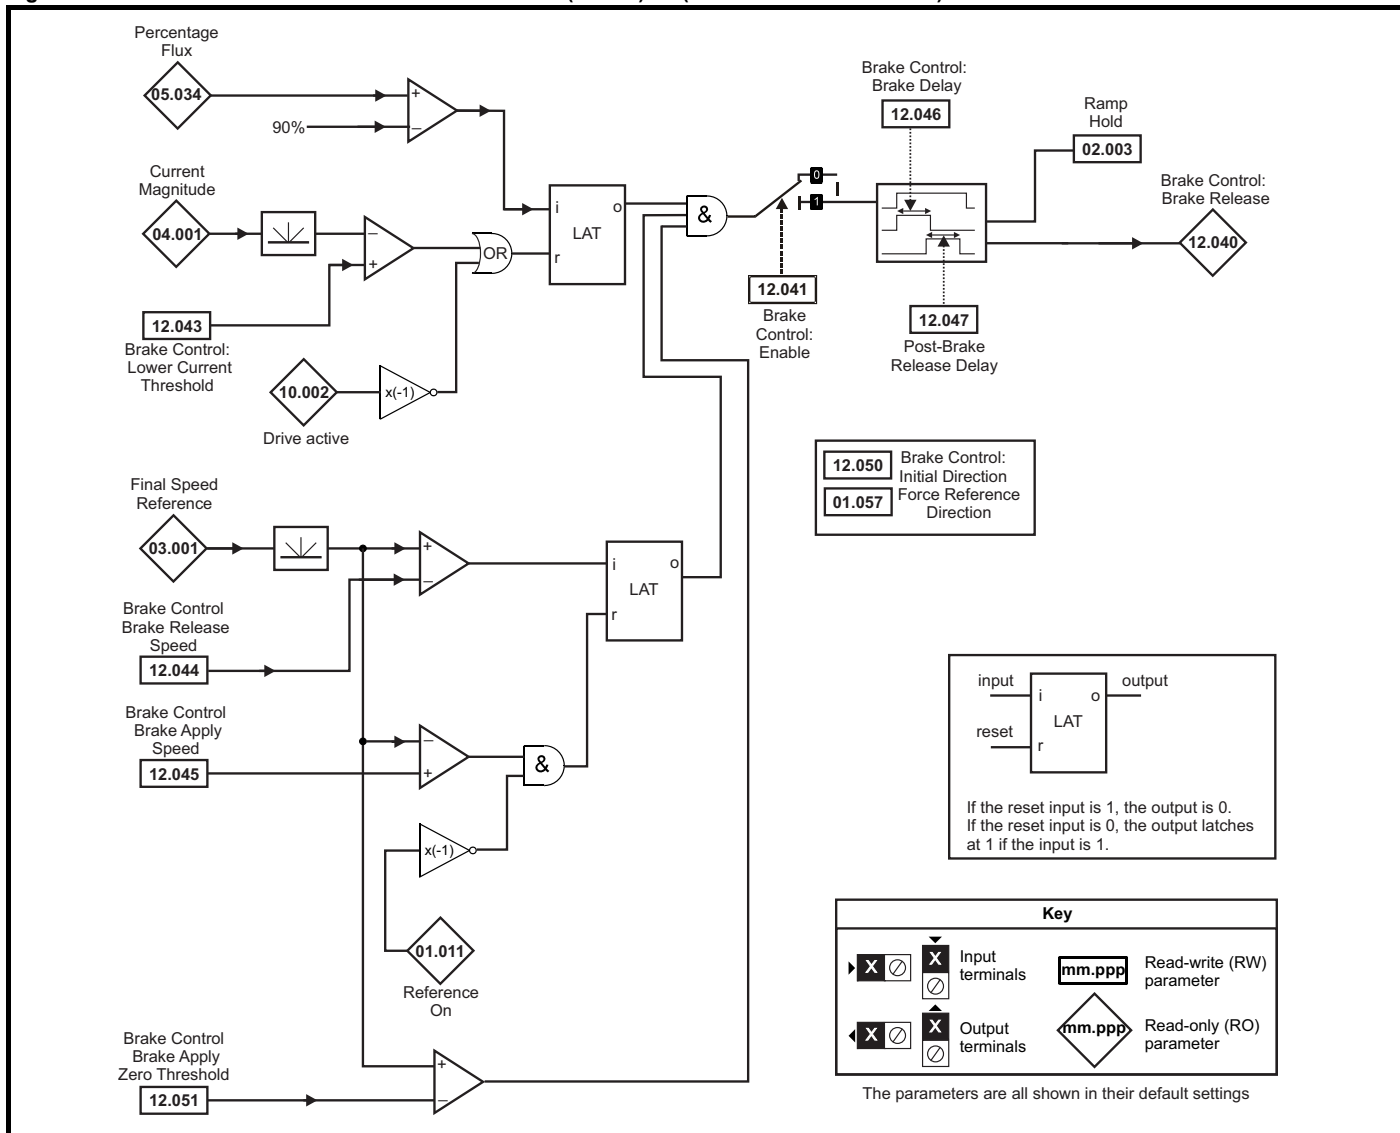 Percentage
Flux
05.034
90%
+
–
Current
Magnitude
04.001
–
+
12.043
Brake Control:
Lower Current
Threshold
OR
10.002
x(-1)
Drive active
i
o
LAT
r
&
0
1
12.041
Brake
Control:
Enable
Brake Control:
Brake Delay
12.046
12.047
Post-Brake
Release Delay
Ramp
Hold
02.003
Brake Control:
Brake Release
12.040
12.050
Brake Control:
Initial Direction
01.057
Force Reference
Direction
Final Speed
Reference
03.001
+
–
Brake Control
Brake Release
Speed
12.044
i
o
LAT
r
Brake Control
Brake Apply
Speed
12.045
–
+
&
x(-1)
01.011
Reference
On
Brake Control
Brake Apply
Zero Threshold
12.051
+
–
input
i
o
output
LAT
reset
r
If the reset input is 1, the output is 0.
If the reset input is 0, the output latches
at 1 if the input is 1.
Key
X
X
Input
terminals
mm.ppp
Read-write (RW)
parameter
X
X
Output
terminals
mm.ppp
Read-only (RO)
parameter
The parameters are all shown in their default settings